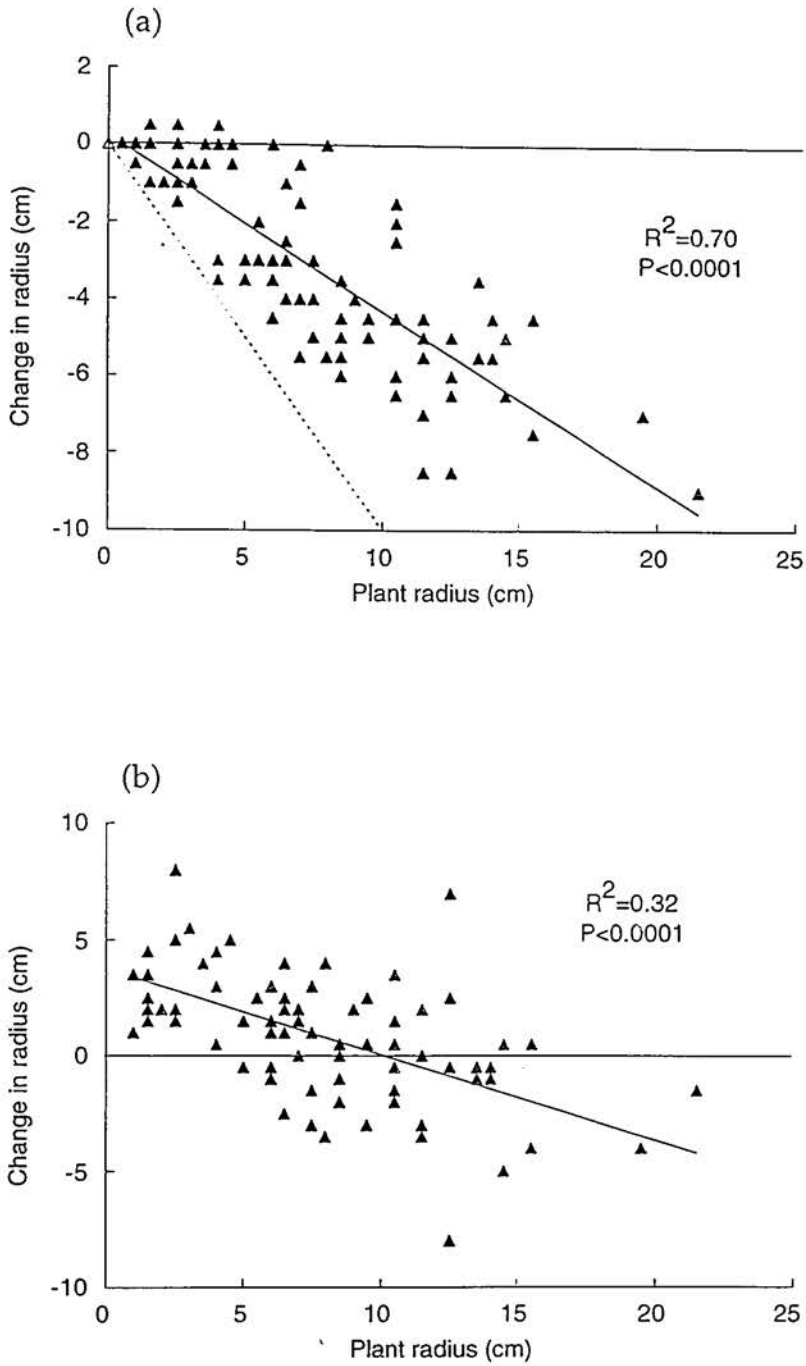 (a)
2
0
-2
-4
-6
-8
-10
Change in radius (cm)
R²=0.70
P<0.0001
0 5 10 15 20 25
Plant radius (cm)
(b)
10
5
0
-5
-10
Change in radius (cm)
R²=0.32
P<0.0001
0 5 10 15 20 25
Plant radius (cm)